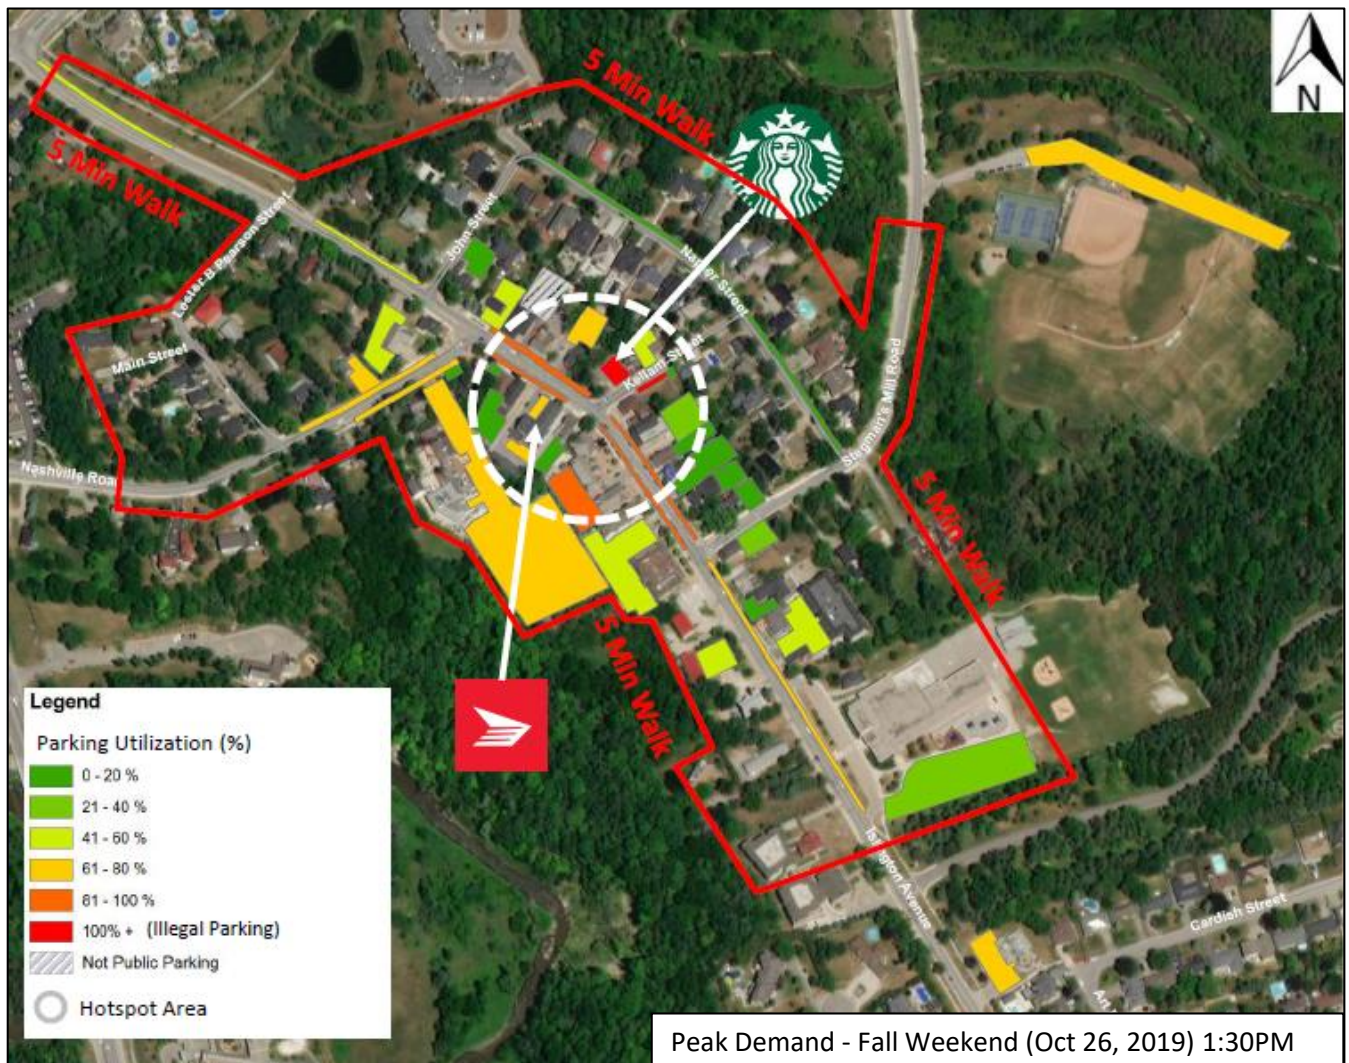 N
5 Min Walk
5 Min Walk
5 Min Walk
John Street
Lester B Pearson Street
Napier Street
Main Street
Kellam Street
Stegman's Mill Road
Nashville Road
5 Min Walk
5 Min Walk
Legend
Parking Utilization (%)
0 - 20 %
21 - 40 %
41 - 60 %
61 - 80 %
81 - 100 %
100% + (Illegal Parking)
Not Public Parking
Hotspot Area
Islington Avenue
Cardish Street
Peak Demand - Fall Weekend (Oct 26, 2019) 1:30PM